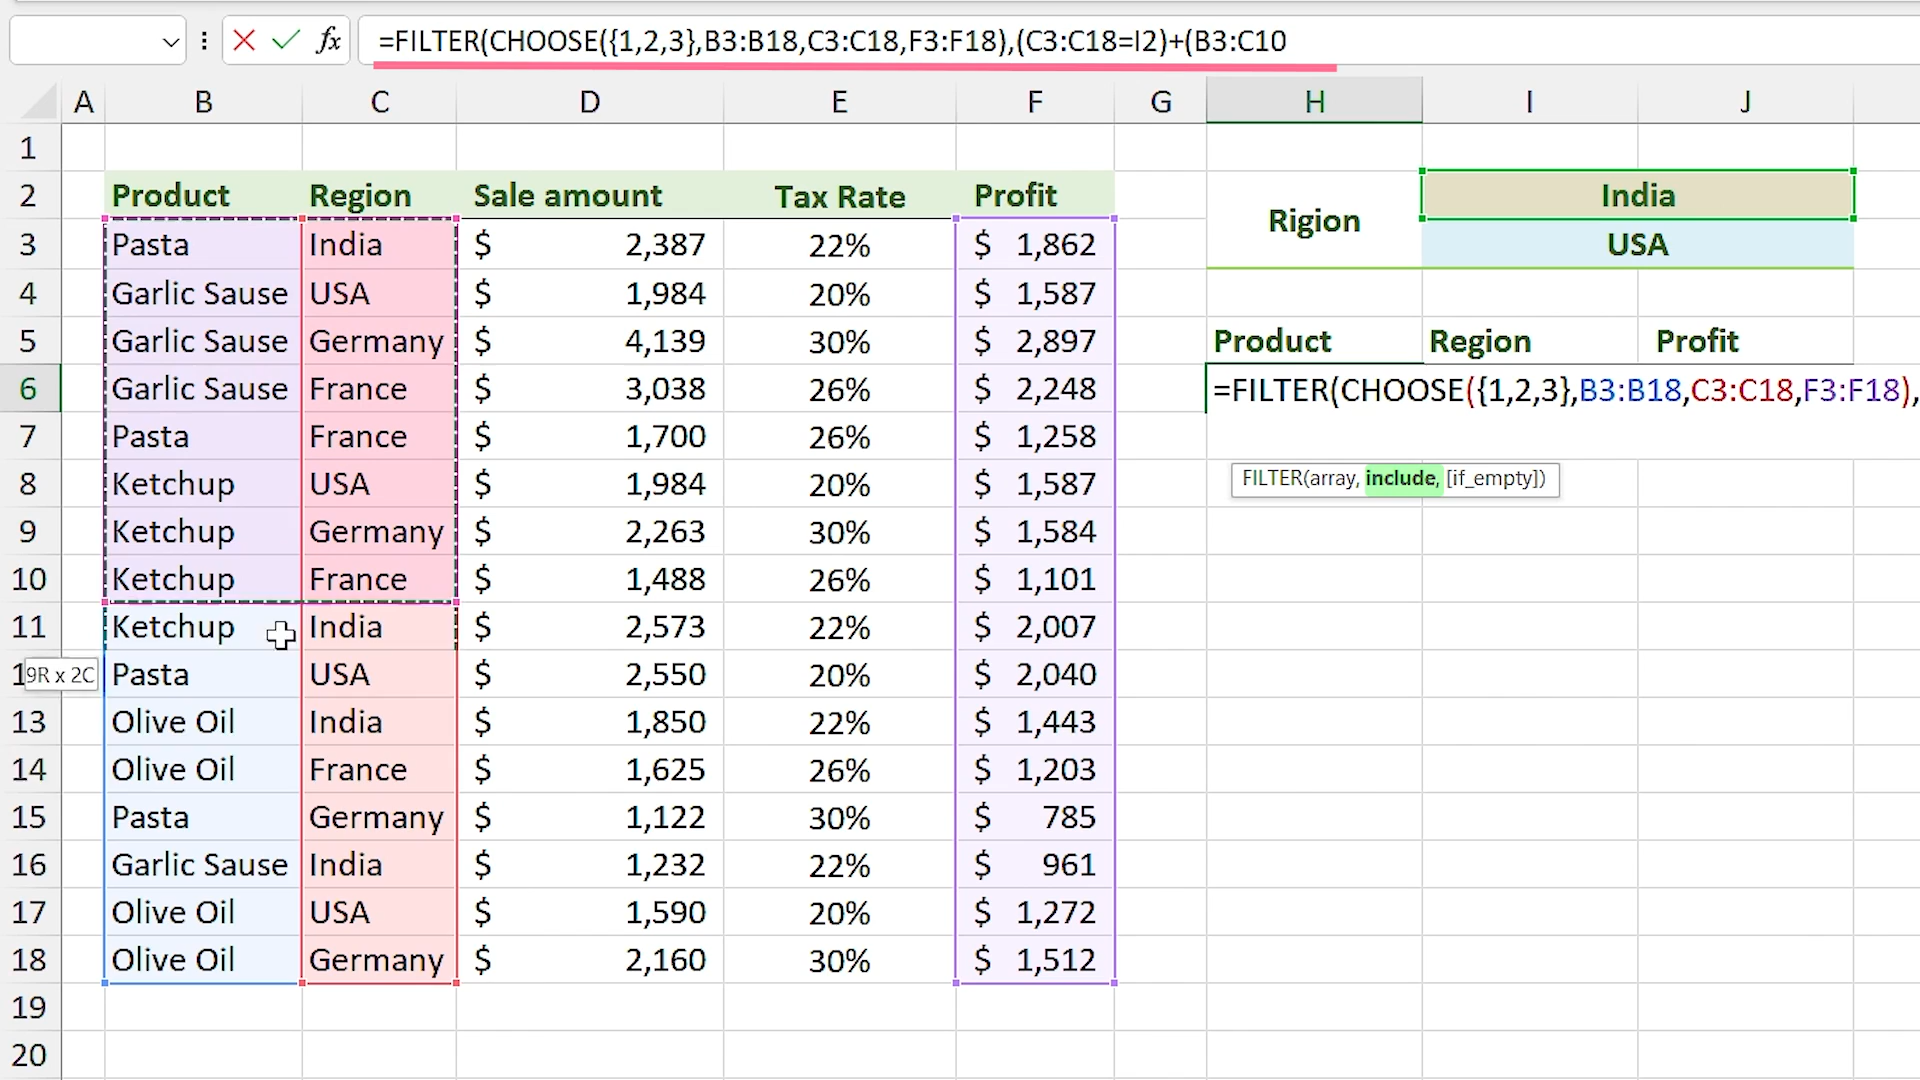 fx =FILTER(CHOOSE({1,2,3},B3:B18,C3:C18,F3:F18),(C3:C18=I2)+(B3:C10
A B C D E F G H I J
1
2 Product Region Sale amount Tax Rate Profit India
Rigion
3 Pasta India $ 2,387 22% $ 1,862 USA
4 Garlic Sause USA $ 1,984 20% $ 1,587
5 Garlic Sause Germany $ 4,139 30% $ 2,897 Product Region Profit
6 Garlic Sause France $ 3,038 26% $ 2,248 =FILTER(CHOOSE({1,2,3},B3:B18,C3:C18,F3:F18),
7 Pasta France $ 1,700 26% $ 1,258
8 Ketchup USA $ 1,984 20% $ 1,587 FILTER(array, include, [if_empty])
9 Ketchup Germany $ 2,263 30% $ 1,584
10 Ketchup France $ 1,488 26% $ 1,101
11 Ketchup India $ 2,573 22% $ 2,007
1 9R x 2C Pasta USA $ 2,550 20% $ 2,040
13 Olive Oil India $ 1,850 22% $ 1,443
14 Olive Oil France $ 1,625 26% $ 1,203
15 Pasta Germany $ 1,122 30% $ 785
16 Garlic Sause India $ 1,232 22% $ 961
17 Olive Oil USA $ 1,590 20% $ 1,272
18 Olive Oil Germany $ 2,160 30% $ 1,512
19
20